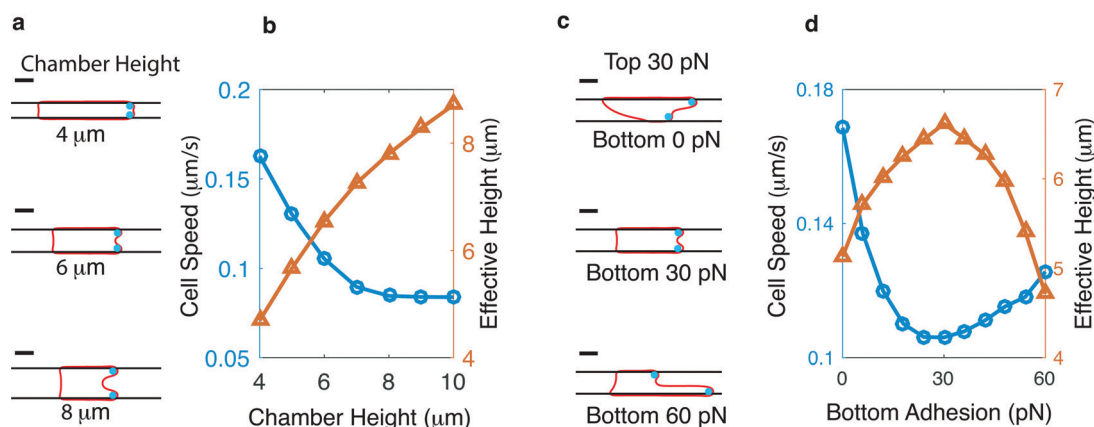 a
Chamber Height
4 μm
6 μm
8 μm
b
0.2
0.15
0.1
0.05
Cell Speed (μm/s)
4
6
8
10
Chamber Height (μm)
8
6
4
Effective Height (μm)
c
Top 30 pN
Bottom 0 pN
Bottom 30 pN
Bottom 60 pN
d
0.18
0.14
0.1
Cell Speed (μm/s)
0
30
60
Bottom Adhesion (pN)
7
6
5
4
Effective Height (μm)